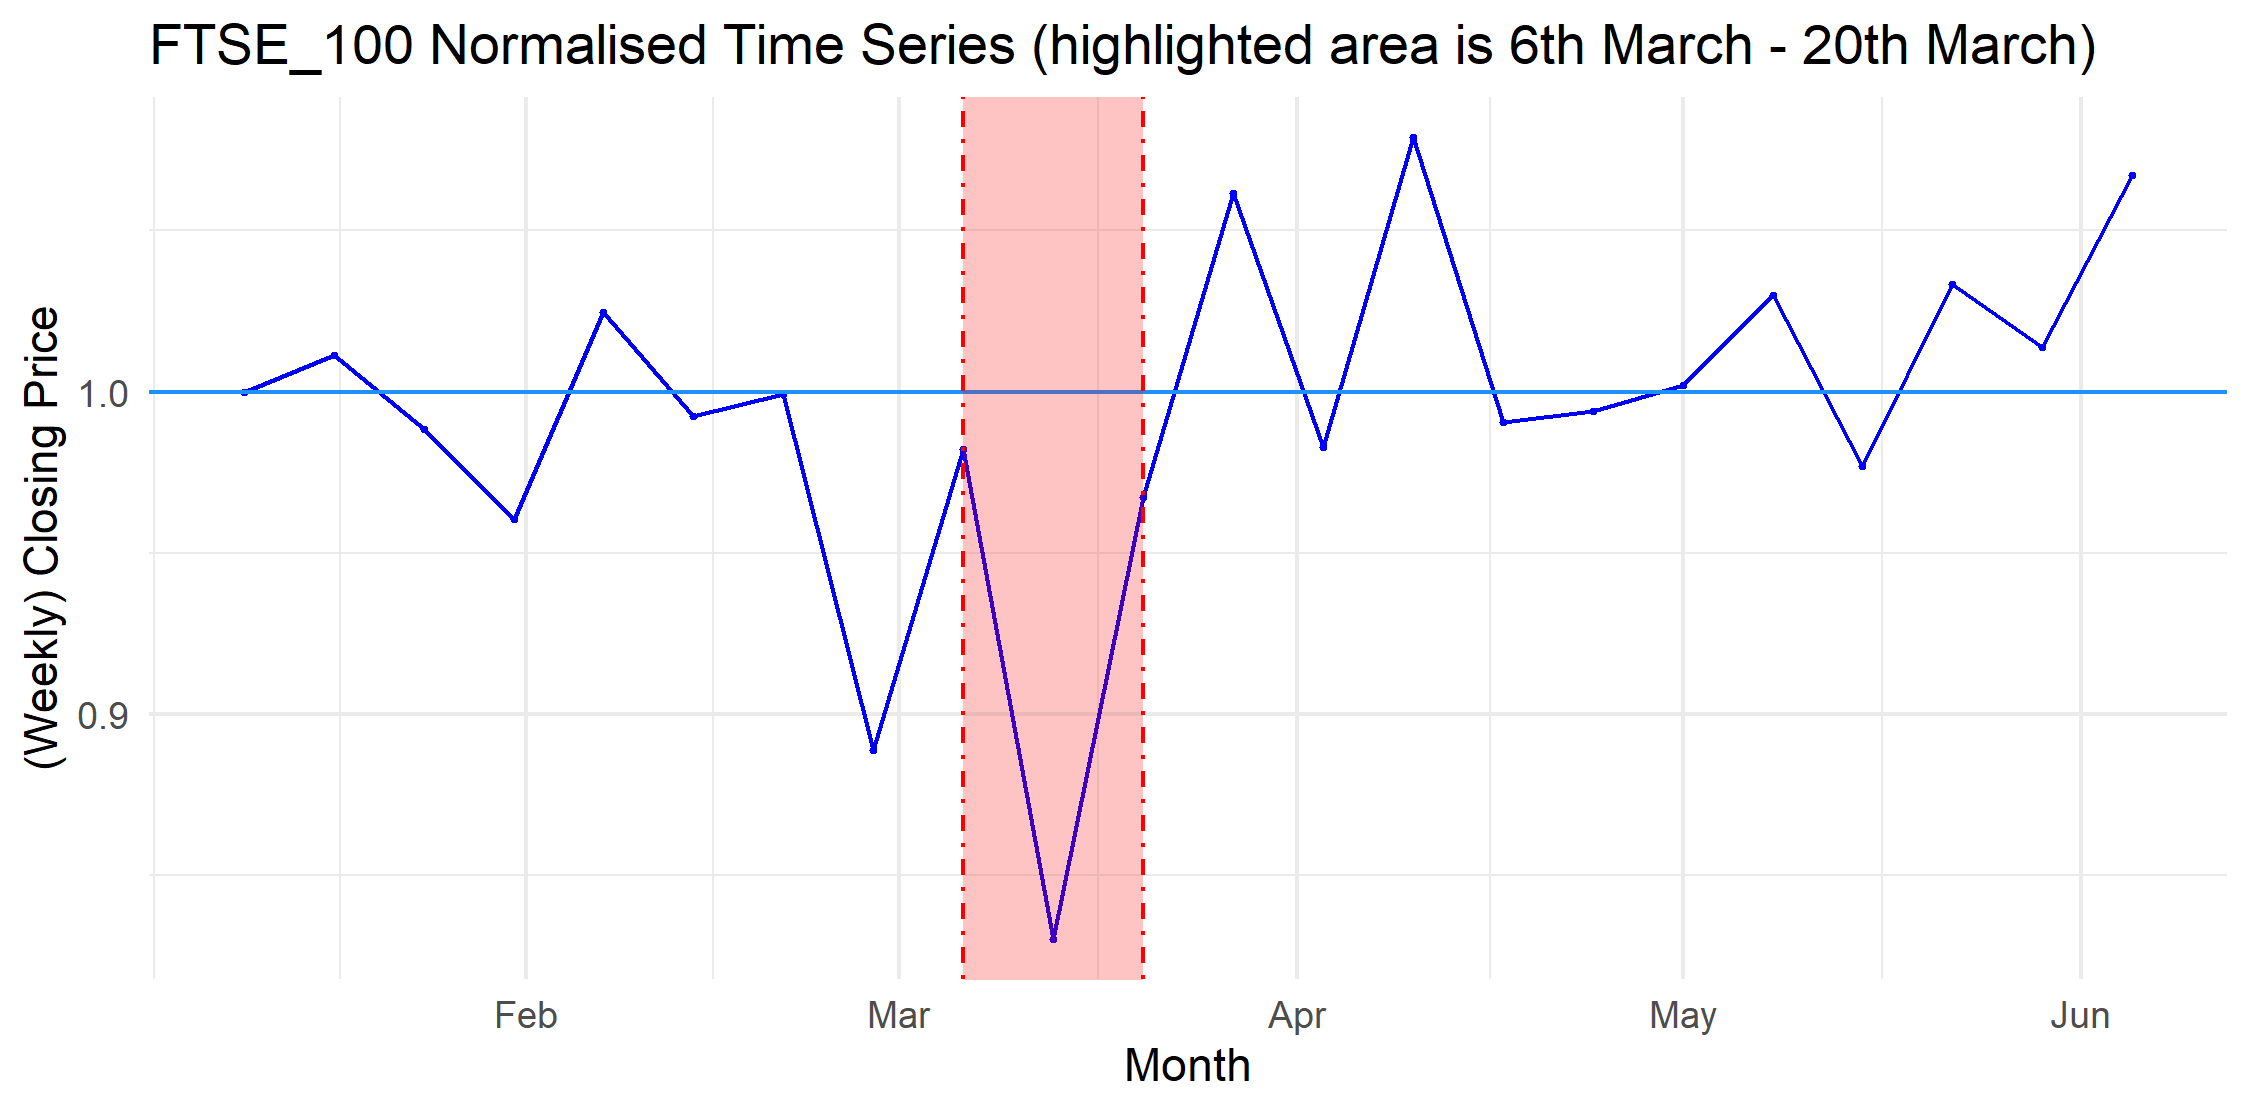 FTSE_100 Normalised Time Series (highlighted area is 6th March - 20th March)
(Weekly) Closing Price
1.0
0.9
Feb Mar Apr May Jun
Month